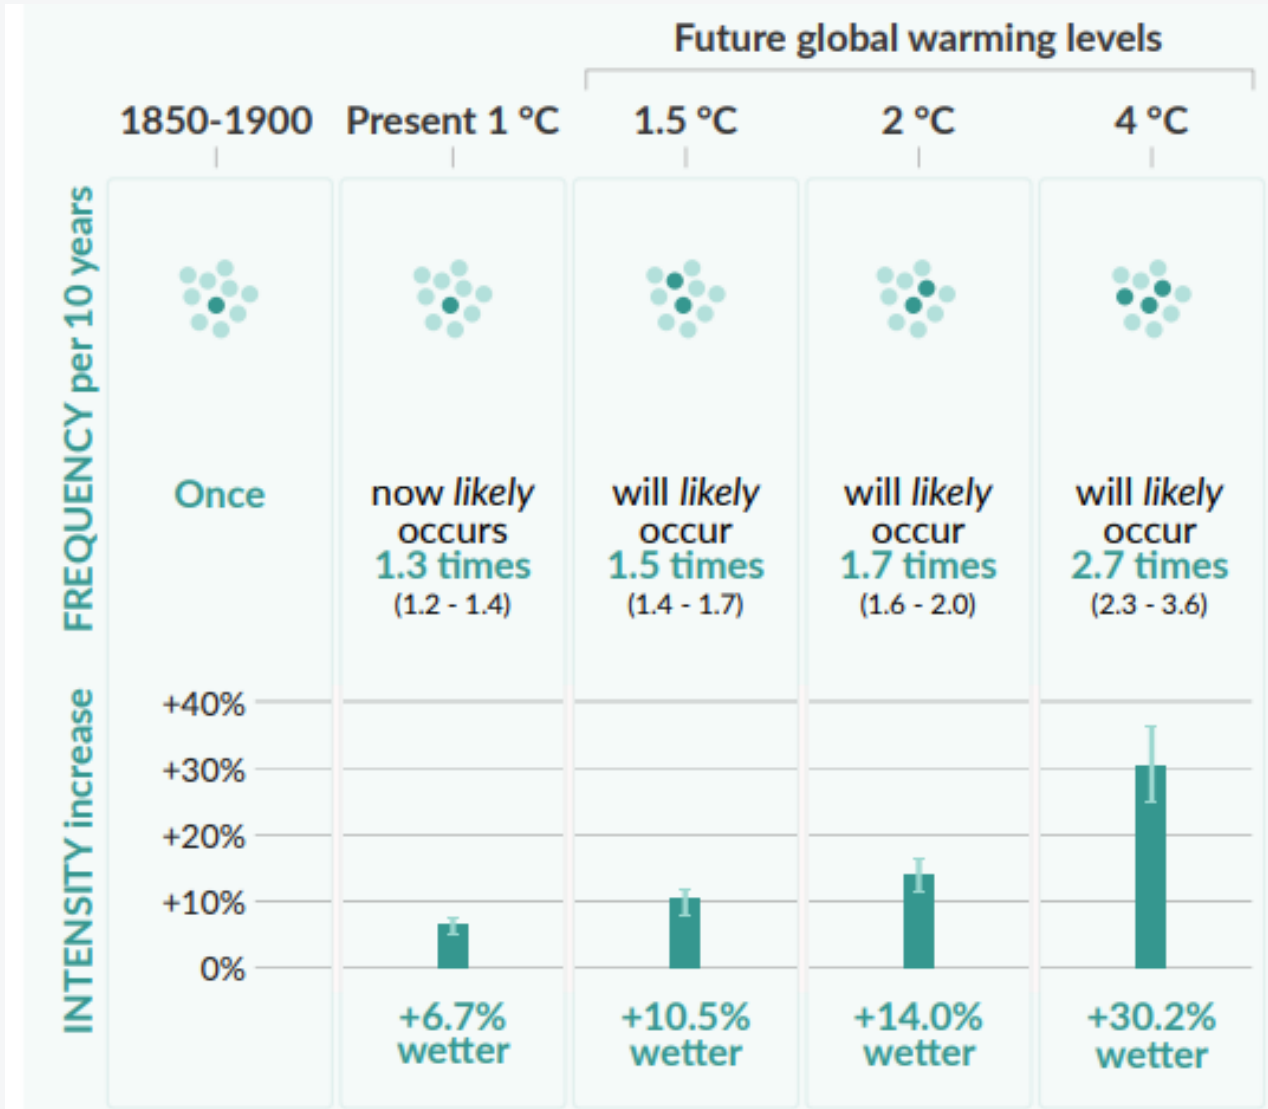 Future global warming levels
1850-1900
Present 1 °C
1.5 °C
2 °C
4 °C
FREQUENCY per 10 years
Once
now likely
occurs
1.3 times
(1.2 - 1.4)
will likely
occur
1.5 times
(1.4 - 1.7)
will likely
occur
1.7 times
(1.6 - 2.0)
will likely
occur
2.7 times
(2.3 - 3.6)
INTENSITY increase
+40%
+30%
+20%
+10%
0%
+6.7%
wetter
+10.5%
wetter
+14.0%
wetter
+30.2%
wetter